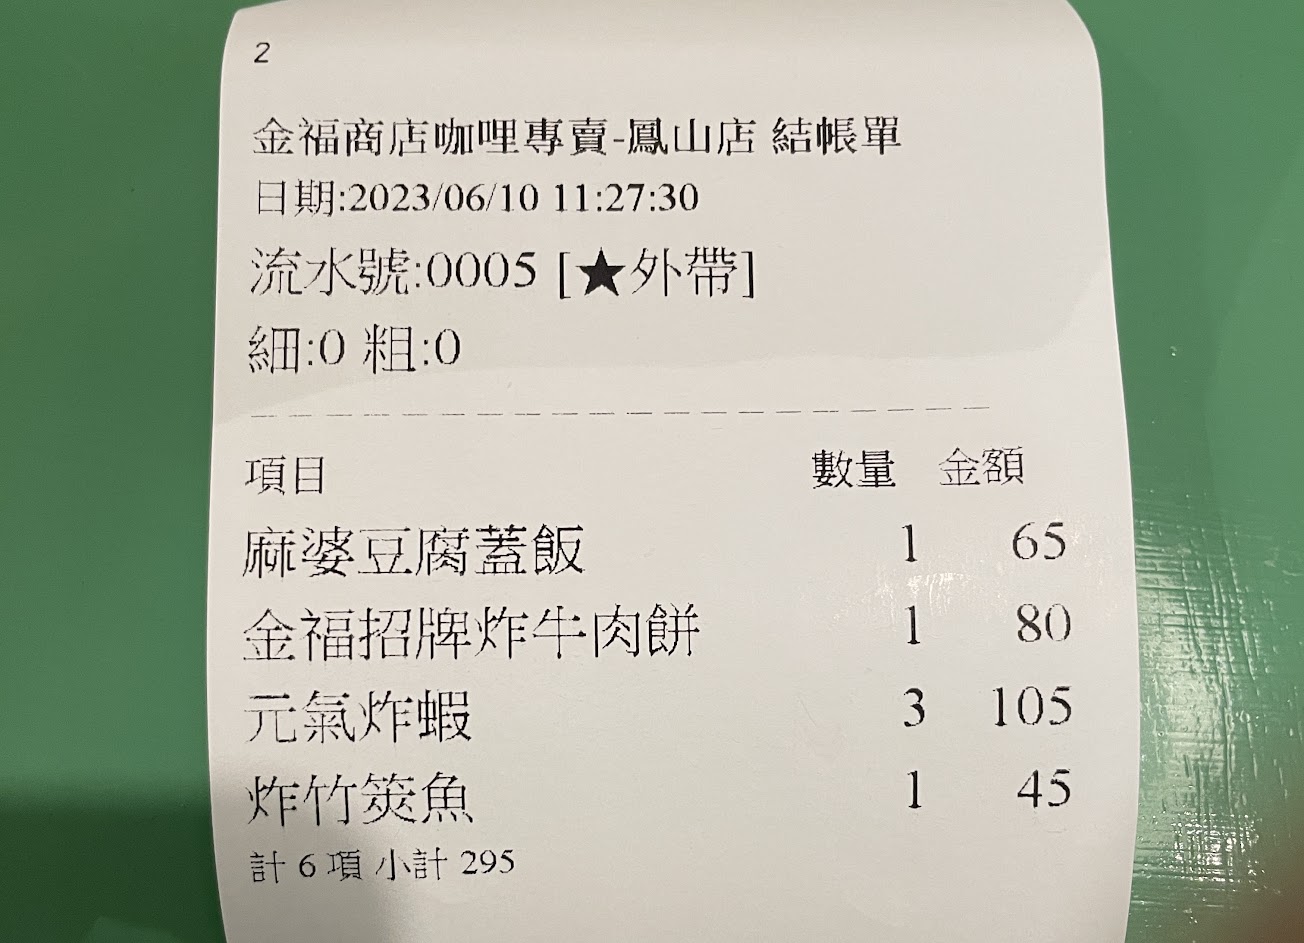 2
金福商店咖哩專賣-鳳山店 結帳單
日期:2023/06/10 11:27:30
流水號:0005 [★外帶]
細:0 粗:0
項目 數量 金額
麻婆豆腐蓋飯 1 65
金福招牌炸牛肉餅 1 80
元氣炸蝦 3 105
炸竹筴魚 1 45
計 6 項 小計 295